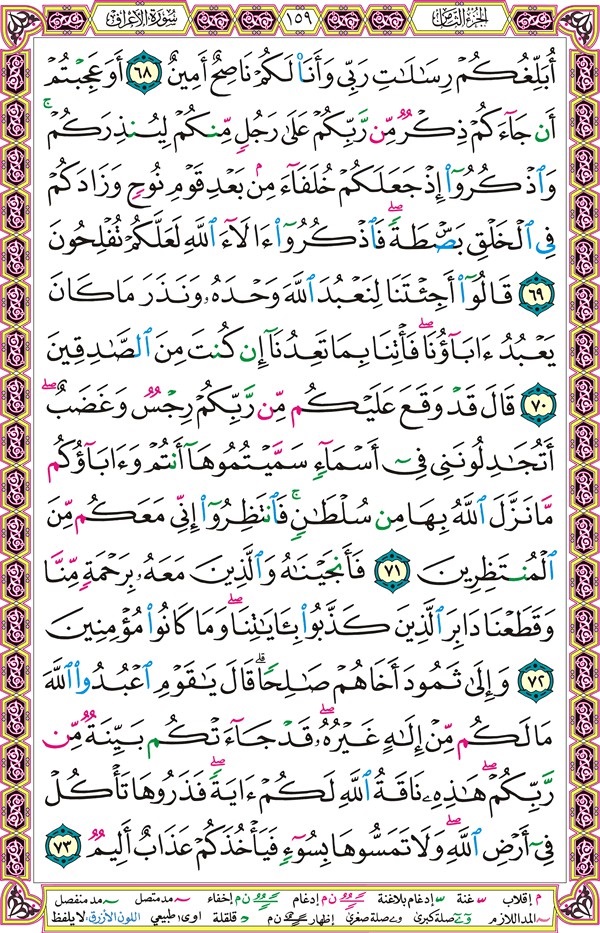 الجزء الثامن ١٥٩ سورة الأعراف
أُبَلِّغُكُمْ رِسَـٰلَـٰتِ رَبِّى وَأَنَا۠ لَكُمْ نَاصِحٌ أَمِينٌ ٦٨ أَوَعَجِبْتُمْ
أَن جَآءَكُمْ ذِكْرٌ مِّن رَّبِّكُمْ عَلَىٰ رَجُلٍ مِّنكُمْ لِيُنذِرَكُمْ ۚ
وَٱذْكُرُوٓا۟ إِذْ جَعَلَكُمْ خُلَفَآءَ مِنۢ بَعْدِ قَوْمِ نُوحٍ وَزَادَكُمْ
فِى ٱلْخَلْقِ بَصْۜطَةً ۖ فَٱذْكُرُوٓا۟ ءَالَآءَ ٱللَّهِ لَعَلَّكُمْ تُفْلِحُونَ
٦٩ قَالُوٓا۟ أَجِئْتَنَا لِنَعْبُدَ ٱللَّهَ وَحْدَهُۥ وَنَذَرَ مَا كَانَ
يَعْبُدُ ءَابَآؤُنَا ۖ فَأْتِنَا بِمَا تَعِدُنَآ إِن كُنتَ مِنَ ٱلصَّـٰدِقِينَ
٧٠ قَالَ قَدْ وَقَعَ عَلَيْكُم مِّن رَّبِّكُمْ رِجْسٌ وَغَضَبٌ ۖ
أَتُجَـٰدِلُونَنِى فِىٓ أَسْمَآءٍ سَمَّيْتُمُوهَآ أَنتُمْ وَءَابَآؤُكُم
مَّا نَزَّلَ ٱللَّهُ بِهَا مِن سُلْطَـٰنٍ ۚ فَٱنتَظِرُوٓا۟ إِنِّى مَعَكُم مِّنَ
ٱلْمُنتَظِرِينَ ٧١ فَأَنجَيْنَـٰهُ وَٱلَّذِينَ مَعَهُۥ بِرَحْمَةٍ مِّنَّا
وَقَطَعْنَا دَابِرَ ٱلَّذِينَ كَذَّبُوا۟ بِـَٔايَـٰتِنَا ۖ وَمَا كَانُوا۟ مُؤْمِنِينَ
٧٢ وَإِلَىٰ ثَمُودَ أَخَاهُمْ صَـٰلِحًا ۗ قَالَ يَـٰقَوْمِ ٱعْبُدُوا۟ ٱللَّهَ
مَا لَكُم مِّنْ إِلَـٰهٍ غَيْرُهُۥ ۖ قَدْ جَآءَتْكُم بَيِّنَةٌ مِّن
رَّبِّكُمْ ۖ هَـٰذِهِۦ نَاقَةُ ٱللَّهِ لَكُمْ ءَايَةً ۖ فَذَرُوهَا تَأْكُلْ
فِىٓ أَرْضِ ٱللَّهِ ۖ وَلَا تَمَسُّوهَا بِسُوٓءٍ فَيَأْخُذَكُمْ عَذَابٌ أَلِيمٌ ٧٣
م إقلاب غنة إدغام بلاغنة ن م إدغام ن م إخفاء مد متصل مد منفصل
المد اللازم صلة كبرى صلة صغرى إظهار ن م قلقلة اوى طبيعي اللون الأزرق: لا يلفظ